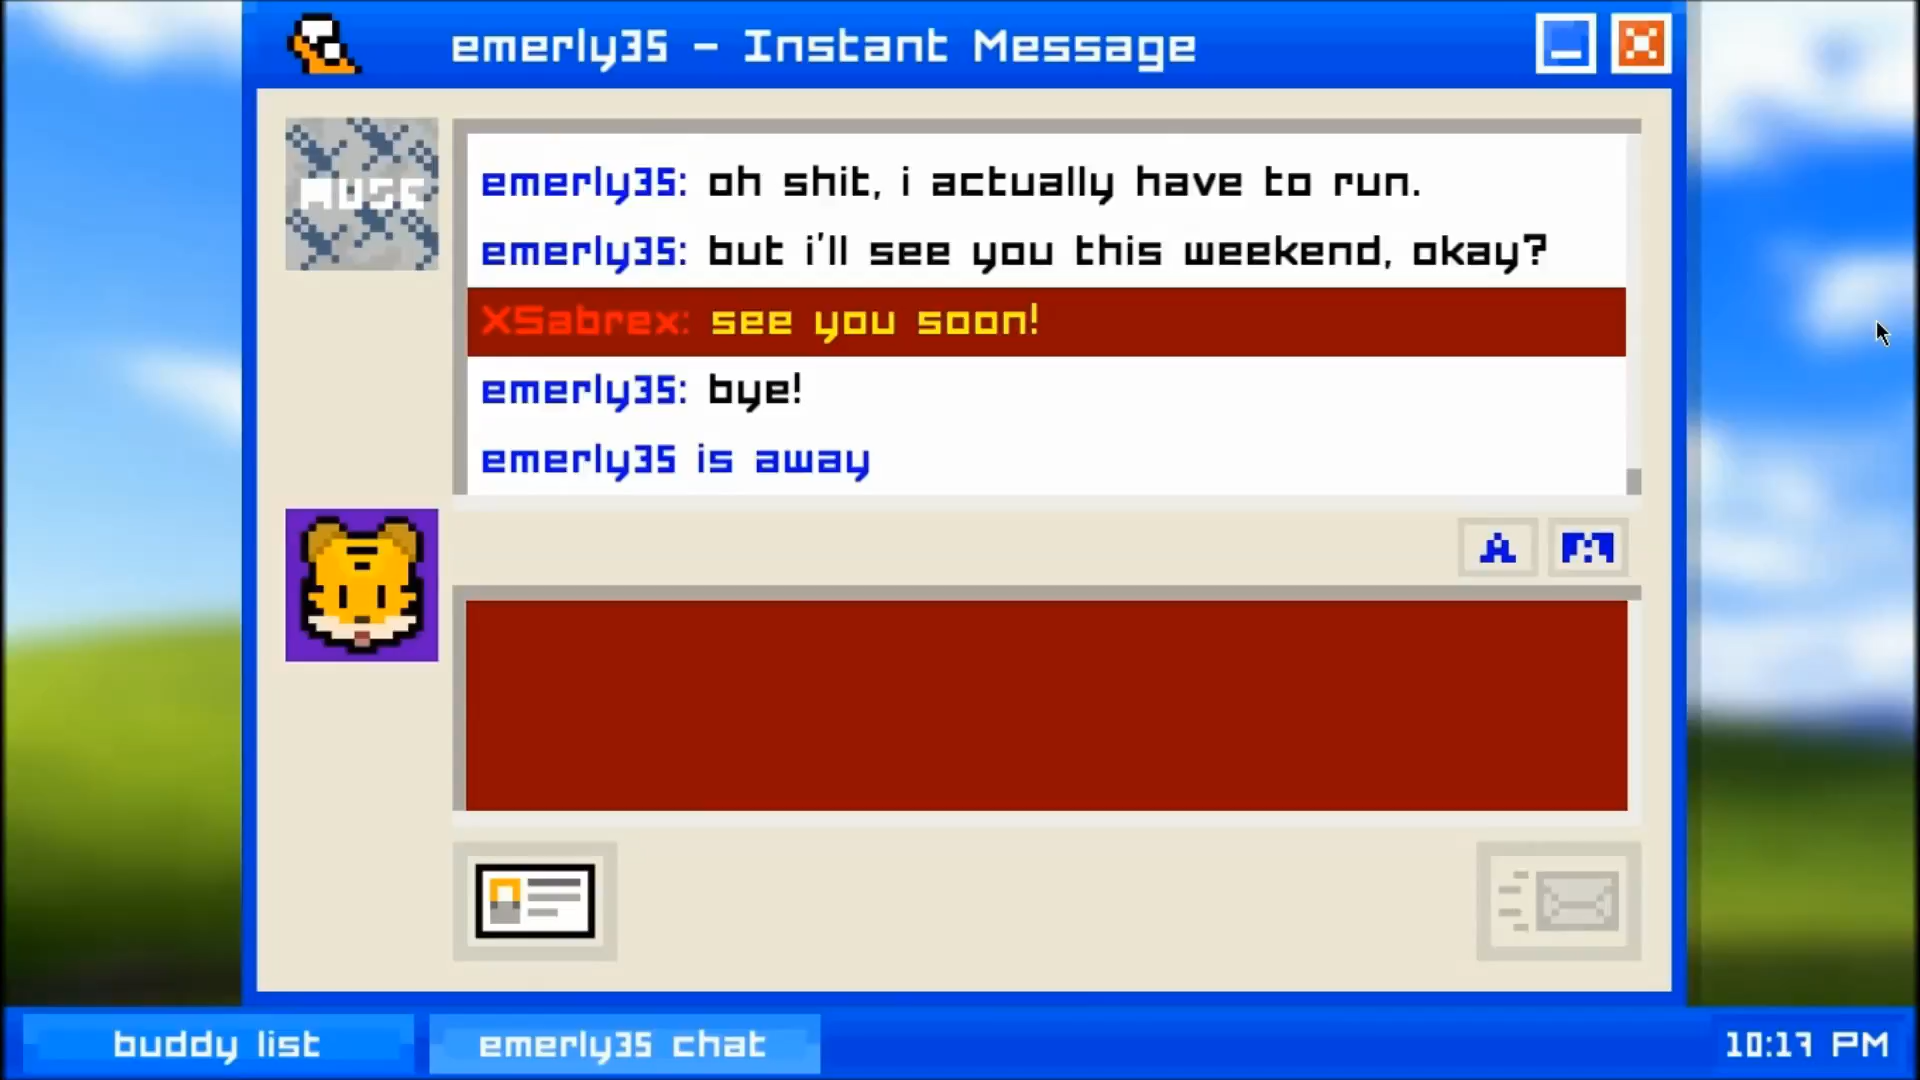 emerly35 - Instant Message
MUSE
emerly35: oh shit, i actually have to run.
emerly35: but i'll see you this weekend, okay?
XSabrex: see you soon!
emerly35: bye!
emerly35 is away
A
buddy list
emerly35 chat
10:17 PM